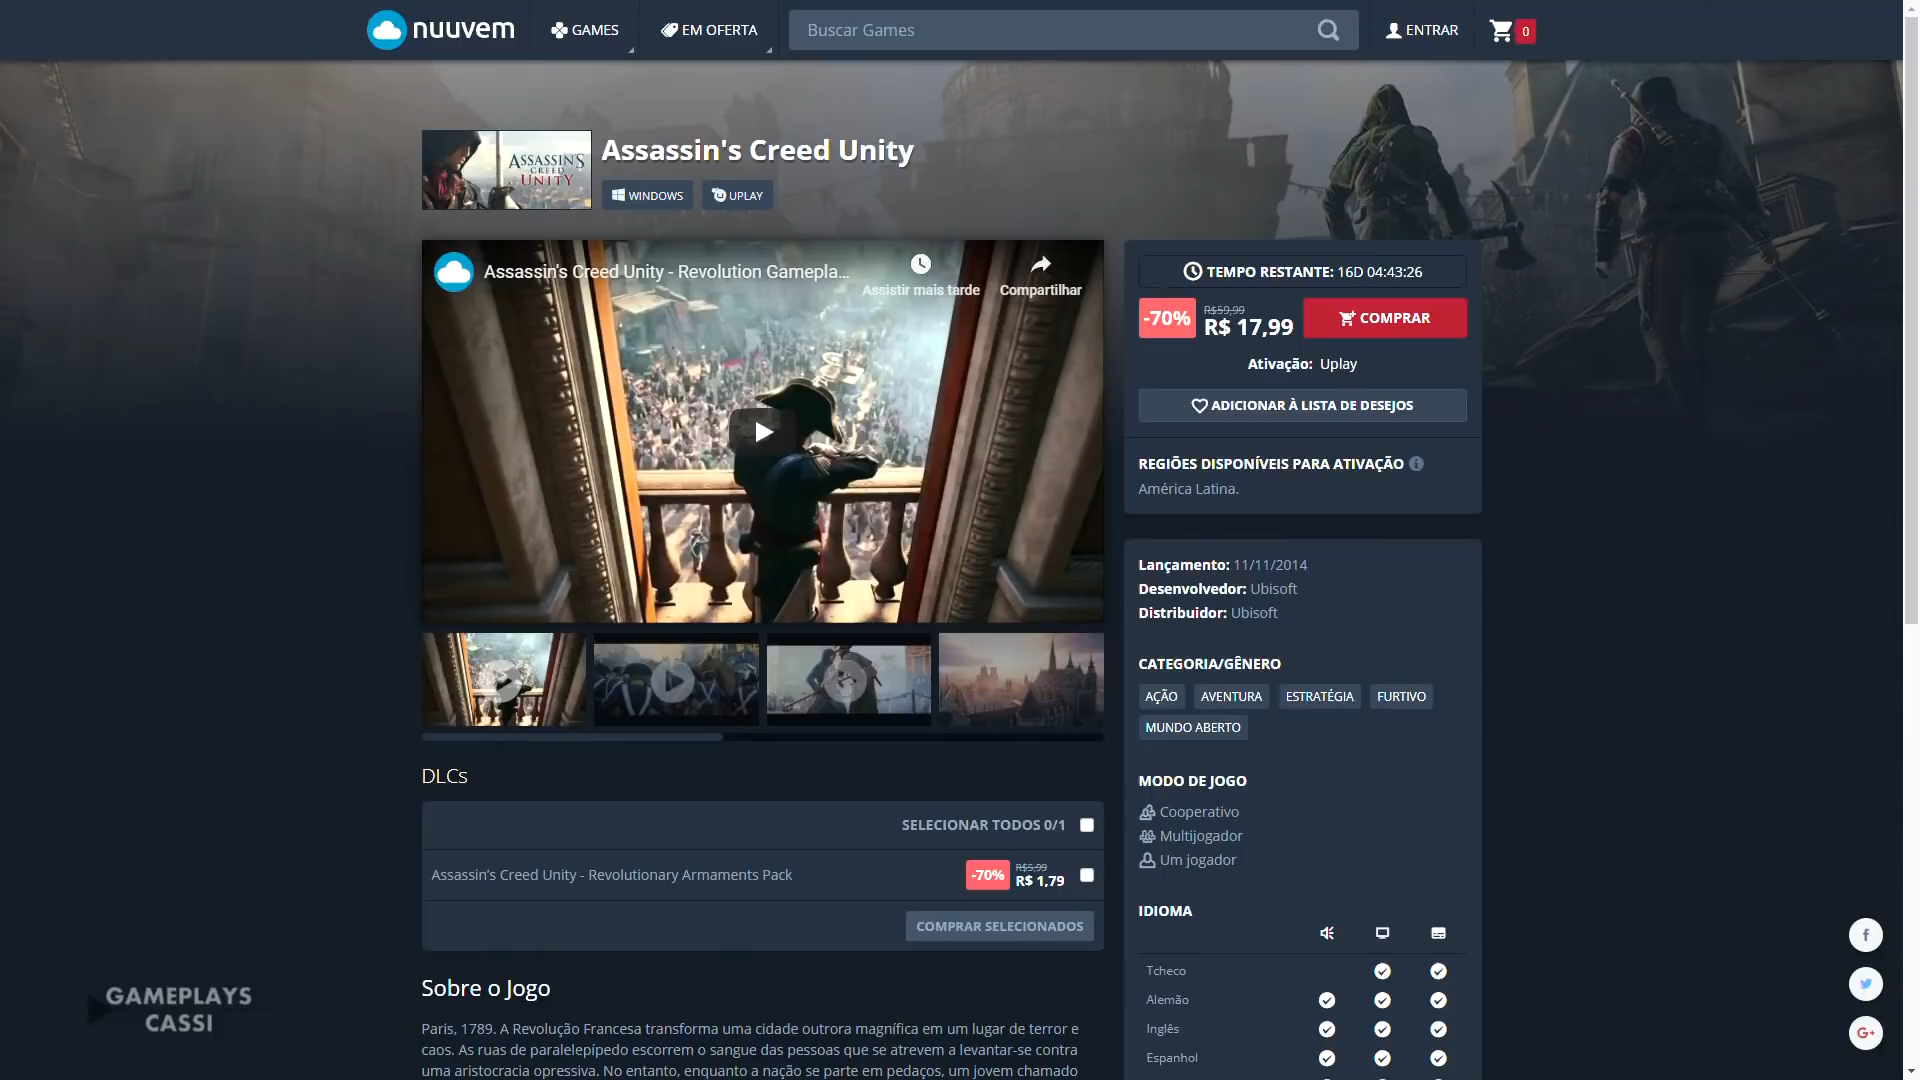 nuuvem
GAMES
EM OFERTA
Buscar Games
ENTRAR
0
ASSASSIN'S
CREED
UNITY
Assassin's Creed Unity
WINDOWS
UPLAY
Assassin's Creed Unity - Revolution Gamepla...
Assistir mais tarde
Compartilhar
TEMPO RESTANTE: 16D 04:43:26
-70%
R$59,99
R$ 17,99
COMPRAR
Ativação: Uplay
ADICIONAR À LISTA DE DESEJOS
REGIÕES DISPONÍVEIS PARA ATIVAÇÃO
América Latina.
Lançamento: 11/11/2014
Desenvolvedor: Ubisoft
Distribuidor: Ubisoft
CATEGORIA/GÊNERO
AÇÃO
AVENTURA
ESTRATÉGIA
FURTIVO
MUNDO ABERTO
MODO DE JOGO
Cooperativo
Multijogador
Um jogador
IDIOMA
Tcheco
Alemão
Inglês
Espanhol
DLCs
SELECIONAR TODOS 0/1
Assassin's Creed Unity - Revolutionary Armaments Pack
-70%
R$5,99
R$ 1,79
COMPRAR SELECIONADOS
Sobre o Jogo
Paris, 1789. A Revolução Francesa transforma uma cidade outrora magnífica em um lugar de terror e
caos. As ruas de paralelepípedo escorrem o sangue das pessoas que se atrevem a levantar-se contra
uma aristocracia opressiva. No entanto, enquanto a nação se parte em pedaços, um jovem chamado
GAMEPLAYS
CASSI
f
G+